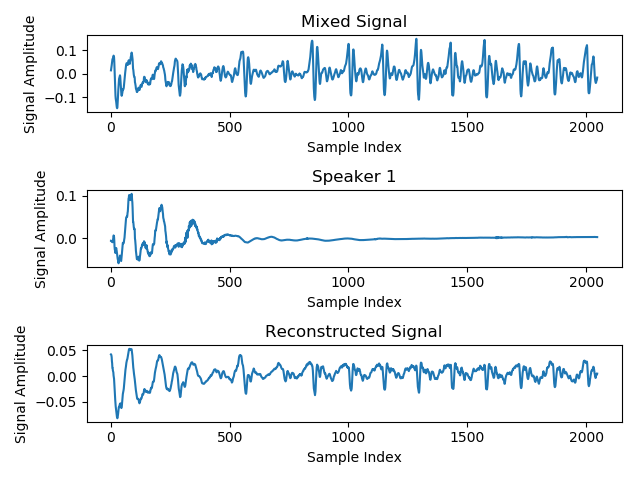 Mixed Signal
Signal Amplitude
0.1
0.0
−0.1
0
500
1000
1500
2000
Sample Index
Speaker 1
Signal Amplitude
0.1
0.0
0
500
1000
1500
2000
Sample Index
Reconstructed Signal
Signal Amplitude
0.05
0.00
−0.05
0
500
1000
1500
2000
Sample Index